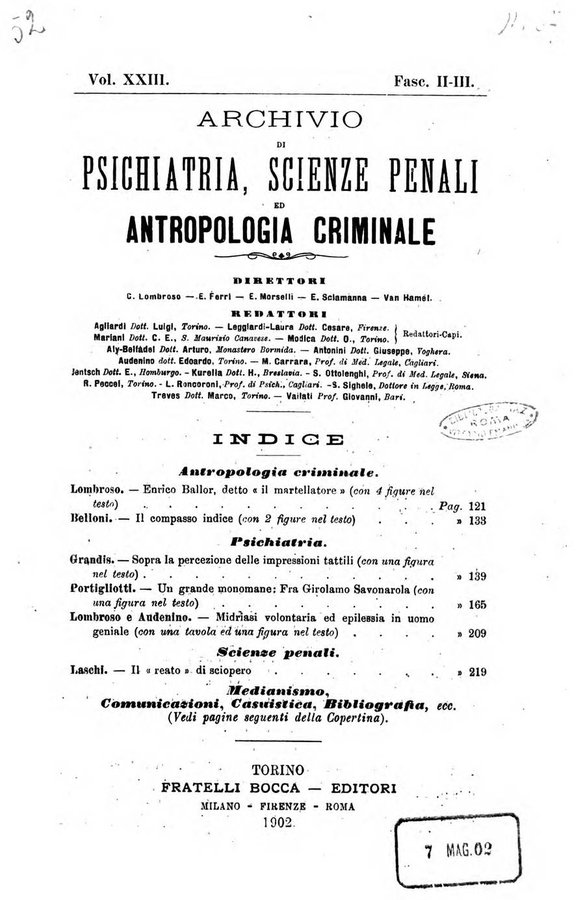 52
Vol. XXIII. Fasc. II-III.
ARCHIVIO
DI
PSICHIATRIA, SCIENZE PENALI
ED
ANTROPOLOGIA CRIMINALE
DIRETTORI
C. Lombroso — E. Ferri — E. Morselli — E. Sciamanna — Van Hamel.
REDATTORI
Agliardi Dott. Luigi, Torino. — Leggiardi-Laura Dott. Cesare, Firenze.
Mariani Dott. C. E., S. Maurizio Canavese. — Modica Dott. O., Torino. } Redattori-Capi.
Aly-Belfàdel Dott. Arturo, Monastero Bormida. — Antonini Dott. Giuseppe, Voghera.
Audenino dott. Edoardo, Torino. — M. Carrara, Prof. di Med. Legale, Cagliari.
Jentsch Dott. E., Homburgo. - Kurella Dott. H., Breslavia. - S. Ottolenghi, Prof. di Med. Legale, Siena.
R. Peccei, Torino. - L. Roncoroni, Prof. di Psich., Cagliari. -S. Sighele, Dottore in Legge, Roma.
Treves Dott. Marco, Torino. — Vailati Prof. Giovanni, Bari.
ROMA
INDICE
Antropologia criminale.
Lombroso. — Enrico Ballor, detto « il martellatore » (con 4 figure nel
testo) . . . . . . . . . . Pag. 121
Belloni. — Il compasso indice (con 2 figure nel testo) . . . » 133
Psichiatria.
Grandis. — Sopra la percezione delle impressioni tattili (con una figura
nel testo) . . . . . . . . . . » 139
Portigliotti. — Un grande monomane: Fra Girolamo Savonarola (con
una figura nel testo) . . . . . . . » 165
Lombroso e Audenino. — Midrìasi volontaria ed epilessia in uomo
geniale (con una tavola ed una figura nel testo) . . . . » 209
Scienze penali.
Laschi. — Il « reato » di sciopero . . . . . . » 219
Medianismo,
Comunicazioni, Casuistica, Bibliografia, ecc.
(Vedi pagine seguenti della Copertina).
TORINO
FRATELLI BOCCA — EDITORI
MILANO - FIRENZE - ROMA
1902
7 MAG. 02